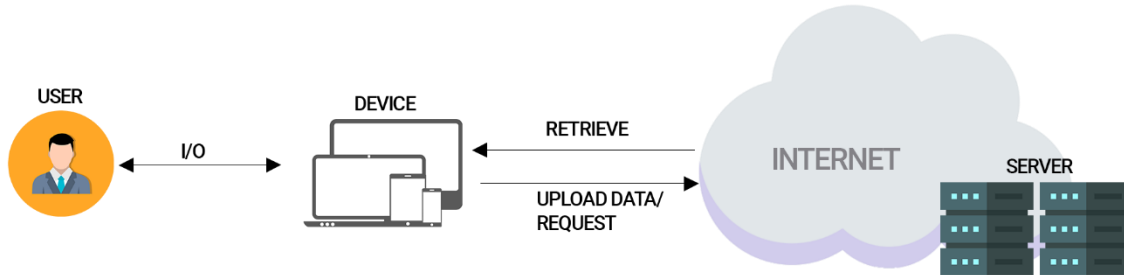 USER
I/O
DEVICE
RETRIEVE
UPLOAD DATA/
REQUEST
INTERNET
SERVER